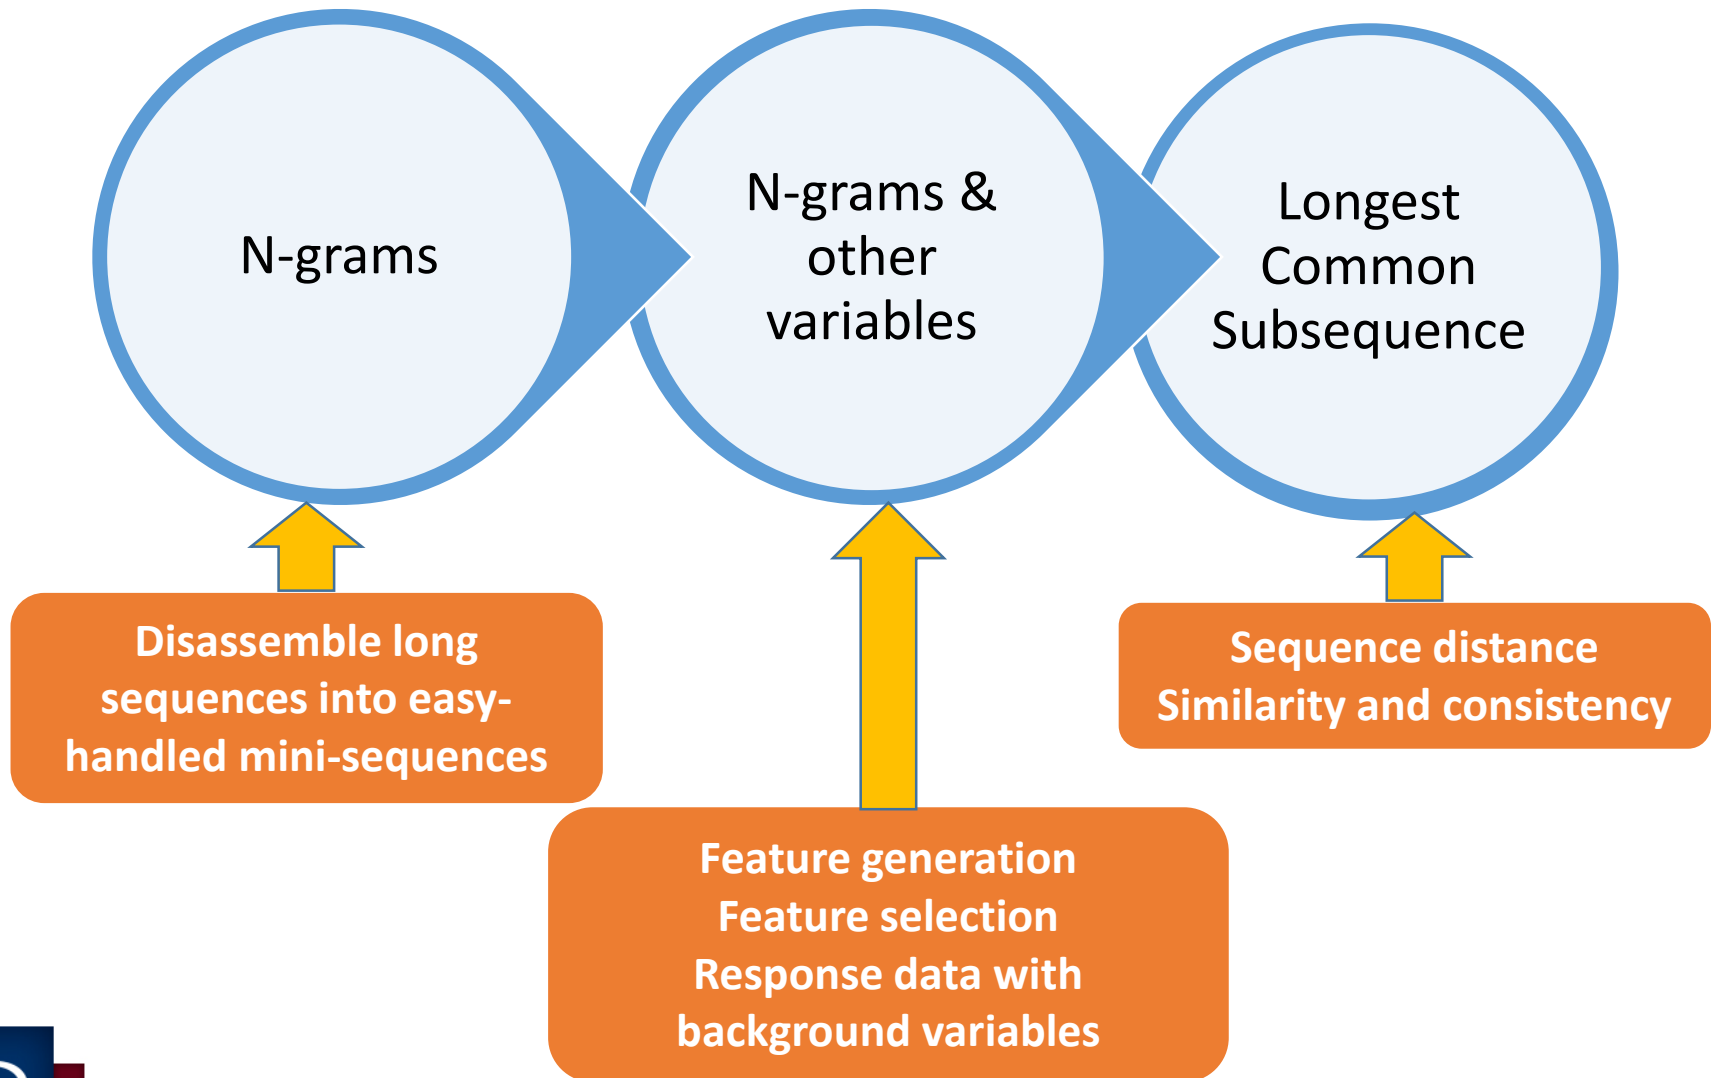 N-grams
N-grams &
other
variables
Longest
Common
Subsequence
Disassemble long
sequences into easy-
handled mini-sequences
Feature generation
Feature selection
Response data with
background variables
Sequence distance
Similarity and consistency